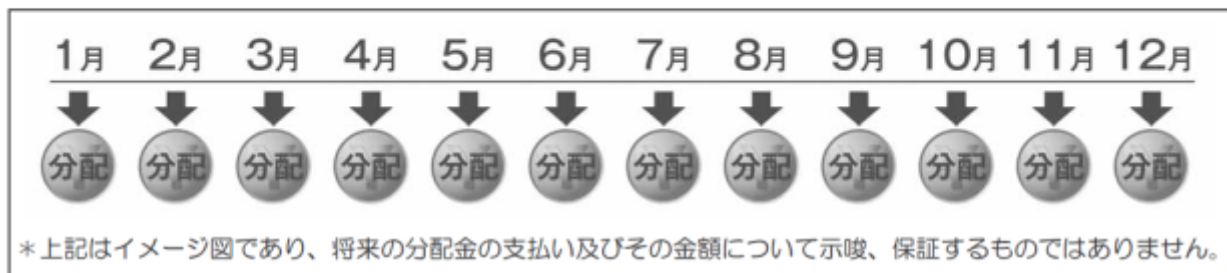 1月 2月 3月 4月 5月 6月 7月 8月 9月 10月 11月 12月
分配 分配 分配 分配 分配 分配 分配 分配 分配 分配 分配 分配
＊上記はイメージ図であり、将来の分配金の支払い及びその金額について示唆、保証するものではありません。